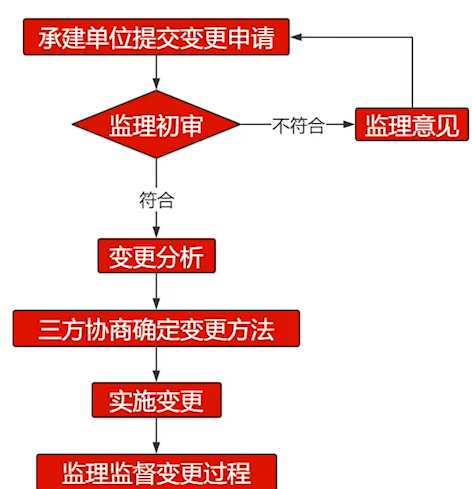 承建单位提交变更申请
监理初审
不符合
监理意见
符合
变更分析
三方协商确定变更方法
实施变更
监理监督变更过程